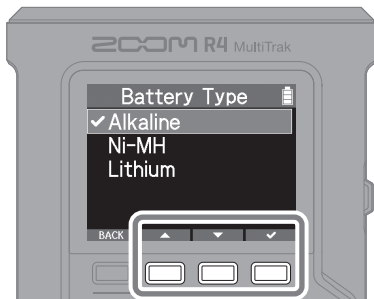 ZOOM R4 MultiTrak
Battery Type
✓Alkaline
Ni-MH
Lithium
BACK ▲ ▼ ✓